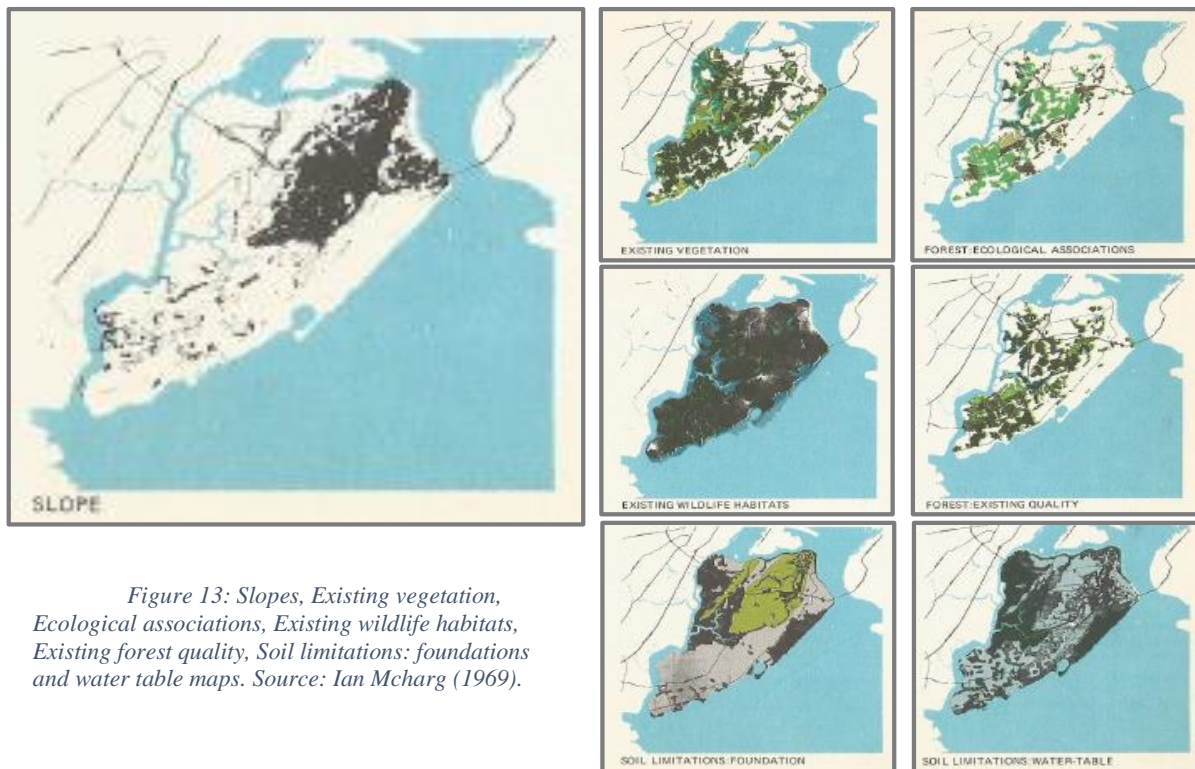 SLOPE
EXISTING VEGETATION
FOREST:ECOLOGICAL ASSOCIATIONS
EXISTING WILDLIFE HABITATS
FOREST:EXISTING QUALITY
SOIL LIMITATIONS:FOUNDATION
SOIL LIMITATIONS:WATER-TABLE
Figure 13: Slopes, Existing vegetation,
Ecological associations, Existing wildlife habitats,
Existing forest quality, Soil limitations: foundations
and water table maps. Source: Ian Mcharg (1969).